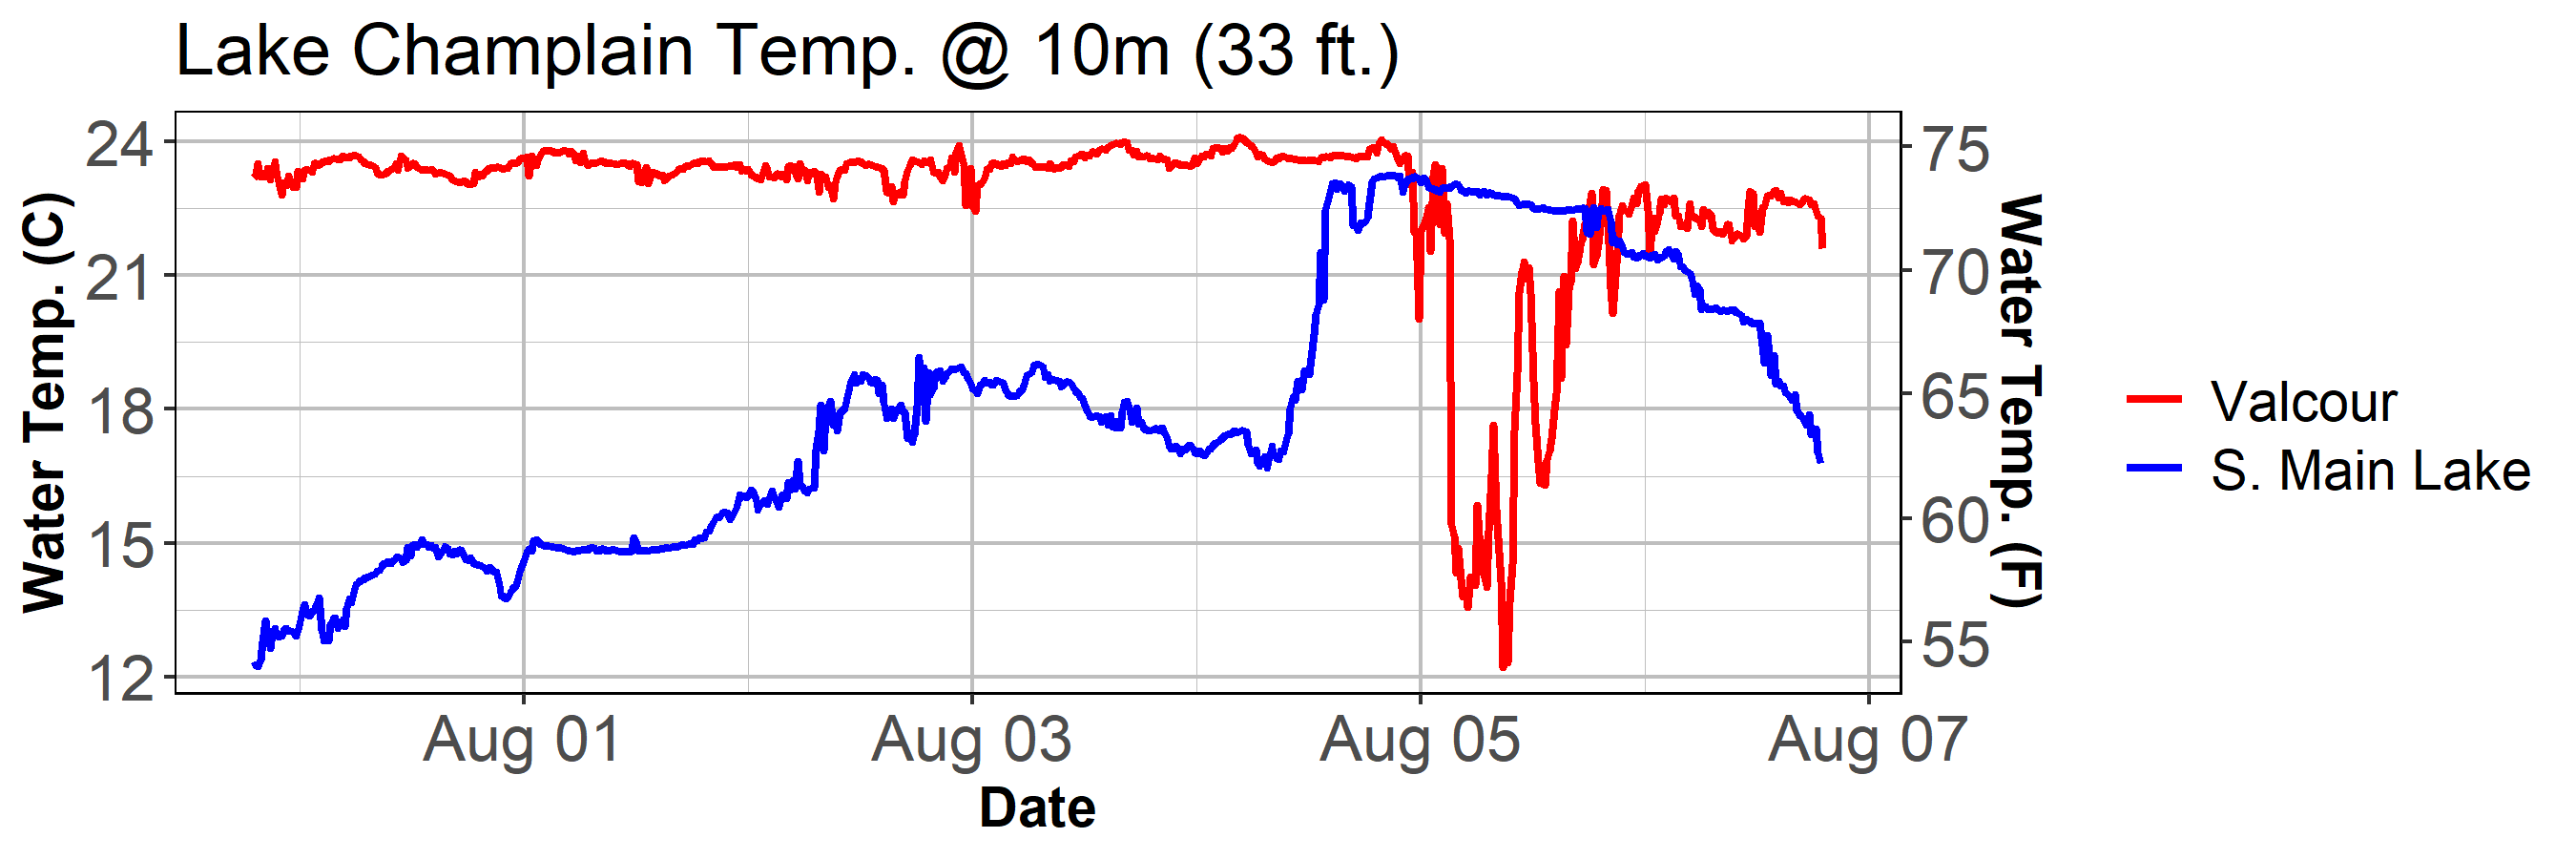 Lake Champlain Temp. @ 10m (33 ft.)
Water Temp. (C)
24
21
18
15
12
75
70
65
60
55
Water Temp. (F)
Aug 01
Aug 03
Aug 05
Aug 07
Date
Valcour
S. Main Lake